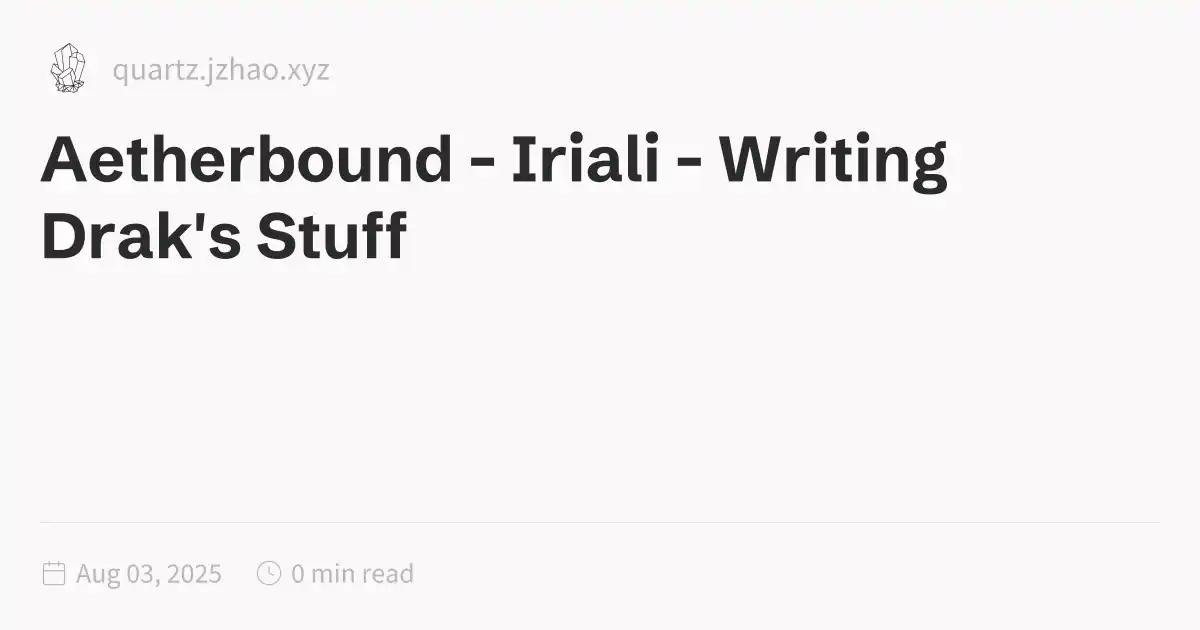 quartz.jzhao.xyz
Aetherbound - Iriali - Writing
Drak's Stuff
Aug 03, 2025 0 min read